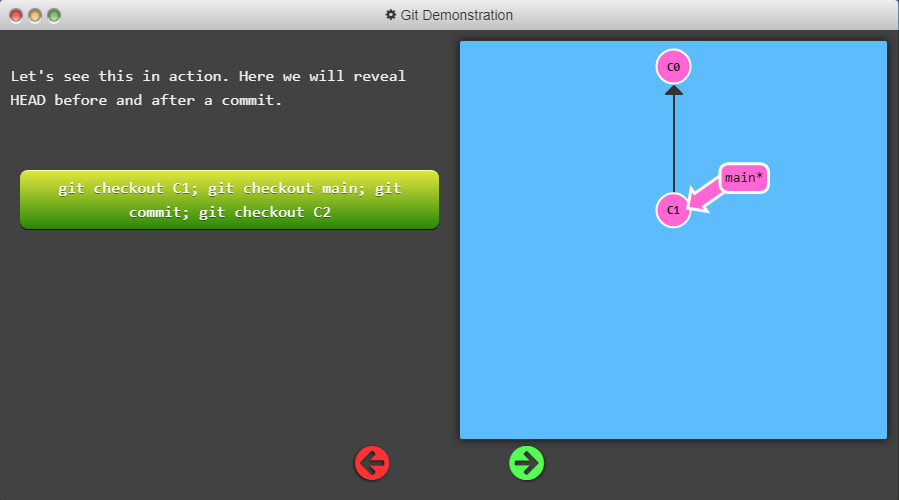 Git Demonstration
Let's see this in action. Here we will reveal
HEAD before and after a commit.
git checkout C1; git checkout main; git
commit; git checkout C2
C0
main*
C1